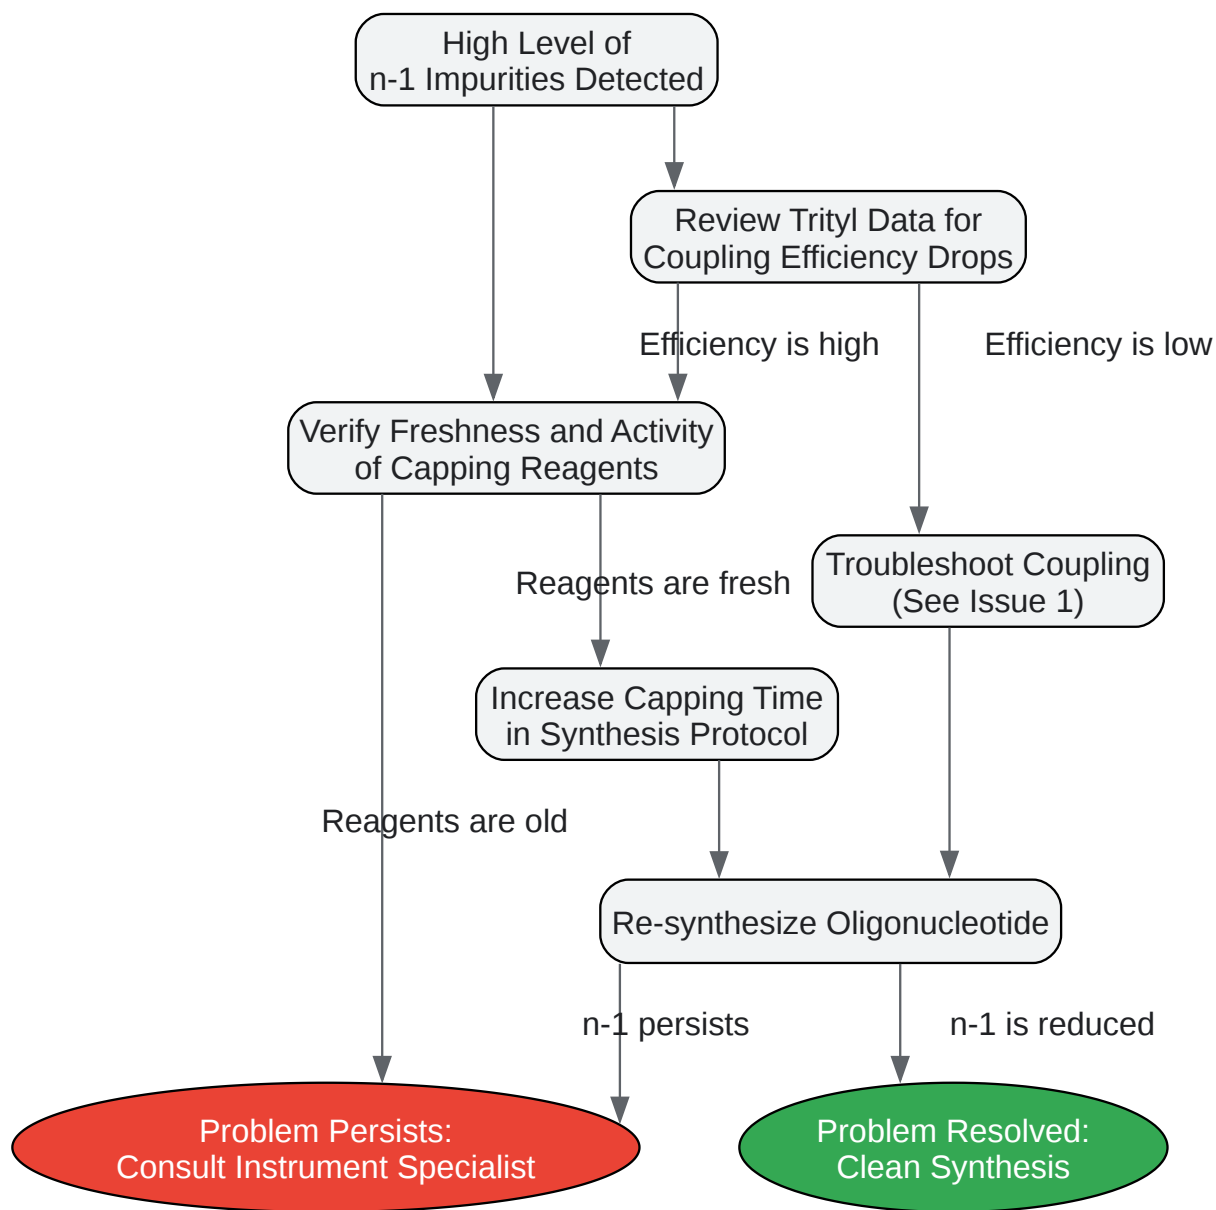 High Level of
n-1 Impurities Detected
Review Trityl Data for
Coupling Efficiency Drops
Efficiency is high
Efficiency is low
Verify Freshness and Activity
of Capping Reagents
Troubleshoot Coupling
(See Issue 1)
Reagents are fresh
Increase Capping Time
in Synthesis Protocol
Reagents are old
Re-synthesize Oligonucleotide
n-1 persists
n-1 is reduced
Problem Persists:
Consult Instrument Specialist
Problem Resolved:
Clean Synthesis